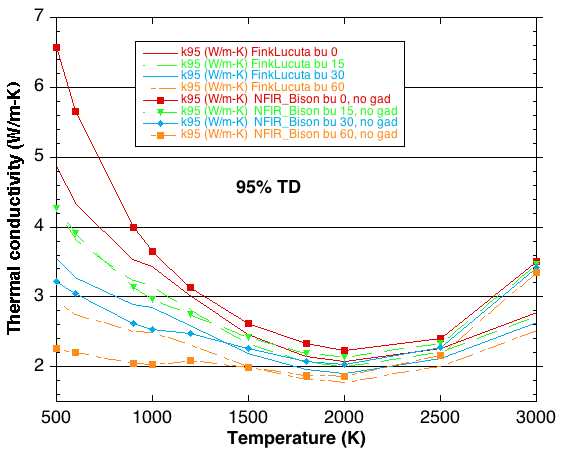 7
6
5
4
3
2
500
1000
1500
2000
2500
3000
Thermal conductivity (W/m-K)
Temperature (K)
k95 (W/m-K) FinkLucuta bu 0
k95 (W/m-K) FinkLucuta bu 15
k95 (W/m-K) FinkLucuta bu 30
k95 (W/m-K) FinkLucuta bu 60
k95 (W/m-K) NFIR_Bison bu 0, no gad
k95 (W/m-K) NFIR_Bison bu 15, no gad
k95 (W/m-K) NFIR_Bison bu 30, no gad
k95 (W/m-K) NFIR_Bison bu 60, no gad
95% TD